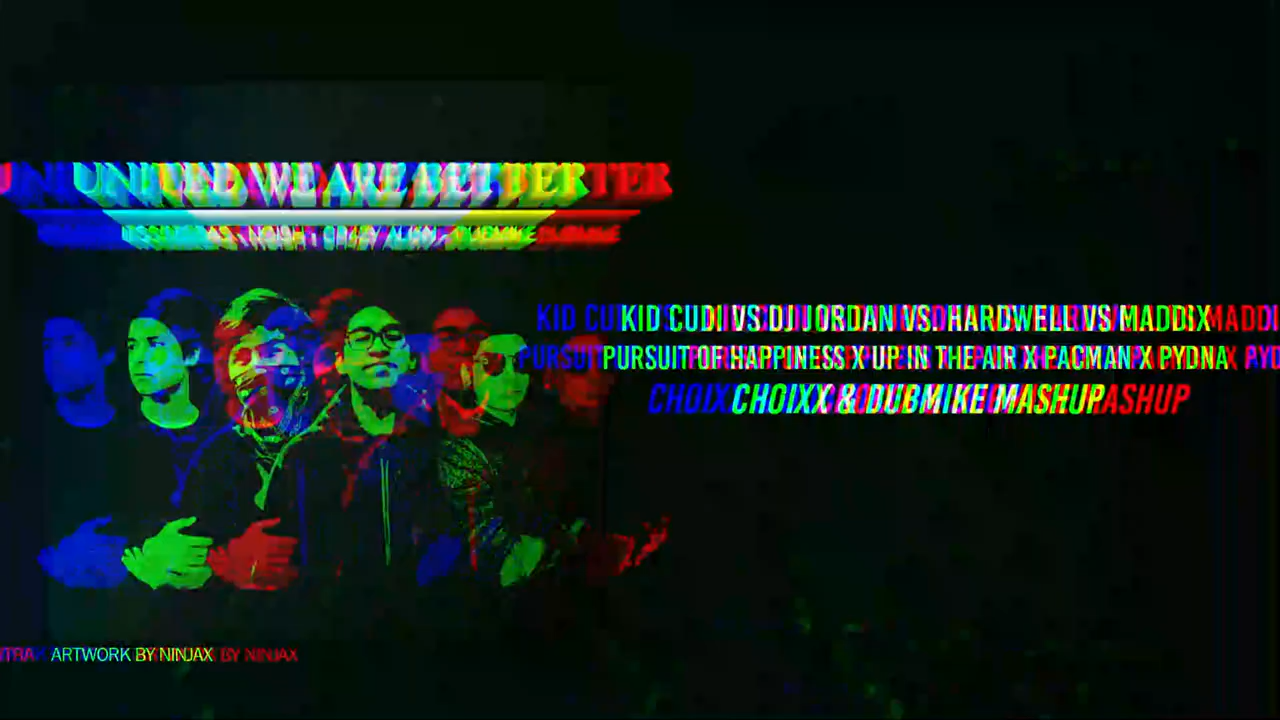 UNITED WE ARE BETTER
KID CUDI VS DJ JORDAN VS. HARDWELL VS MADDIX
PURSUIT OF HAPPINESS X UP IN THE AIR X PACMAN X PYDNA
CHOIXX & DUBMIKE MASHUP
ARTWORK BY NINJAX